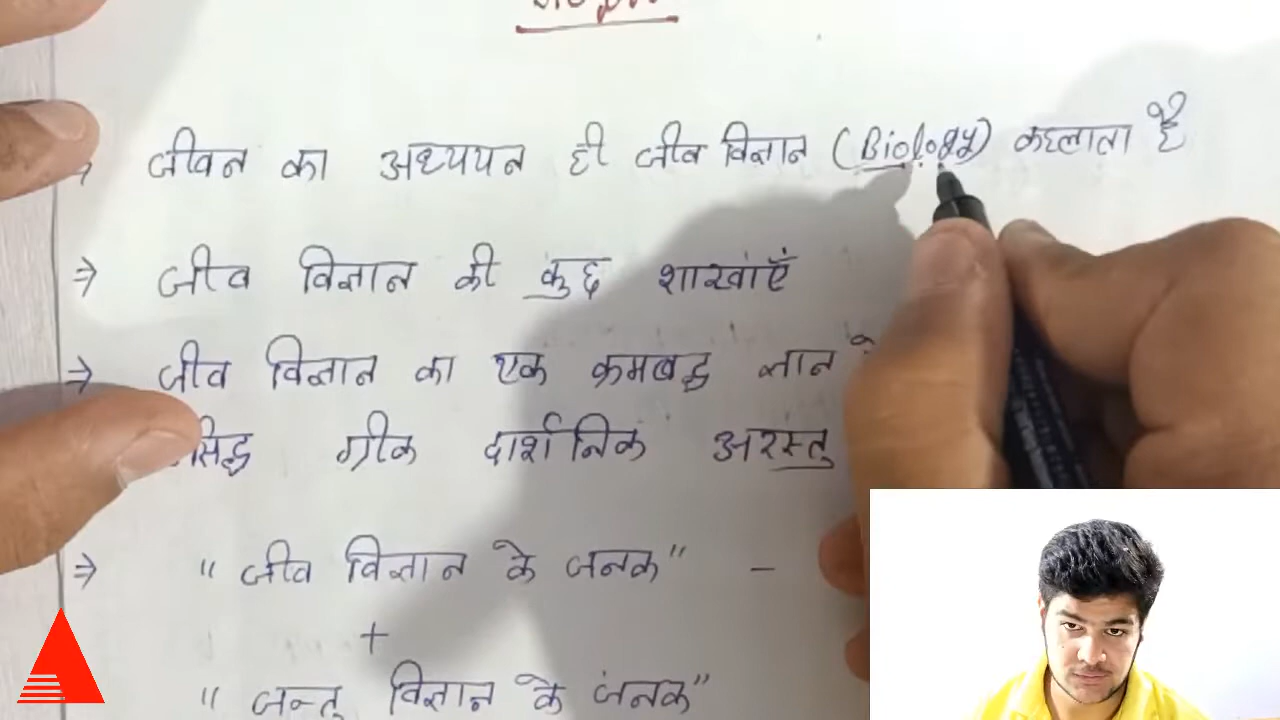 ⇒ जीवन का अध्ययन ही जीव विज्ञान (Biology) कहलाता है
⇒ जीव विज्ञान की कुछ शाखाएँ
⇒ जीव विज्ञान का एक क्रमबद्ध ज्ञान
ग्रीक दार्शनिक अरस्तु
⇒ "जीव विज्ञान के जनक" –
+
"जन्तु विज्ञान के जनक"